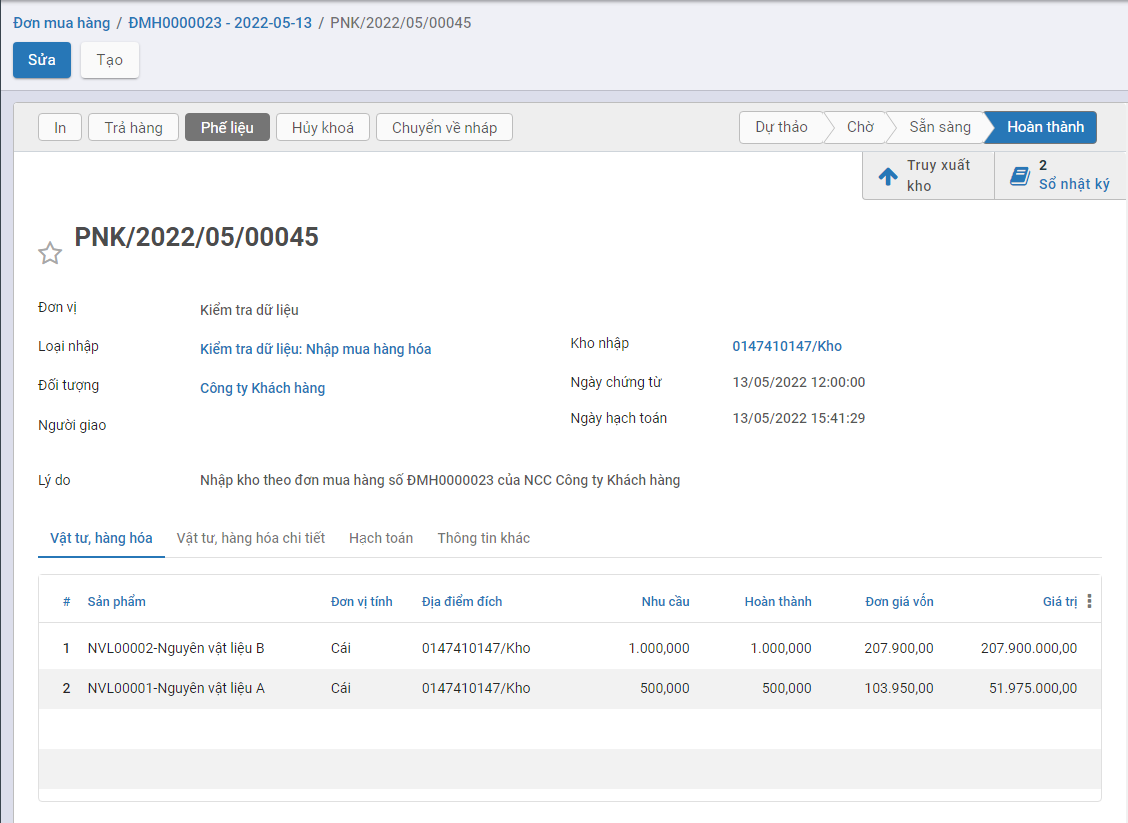 Đơn mua hàng / ĐMH0000023 - 2022-05-13 / PNK/2022/05/00045
Sửa Tạo
In Trả hàng Phế liệu Hủy khoá Chuyển về nháp Dự thảo Chờ Sẵn sàng Hoàn thành
Truy xuất kho
2 Sổ nhật ký
PNK/2022/05/00045
Đơn vị Kiểm tra dữ liệu
Loại nhập Kiểm tra dữ liệu: Nhập mua hàng hóa
Đối tượng Công ty Khách hàng
Người giao
Kho nhập 0147410147/Kho
Ngày chứng từ 13/05/2022 12:00:00
Ngày hạch toán 13/05/2022 15:41:29
Lý do Nhập kho theo đơn mua hàng số ĐMH0000023 của NCC Công ty Khách hàng
Vật tư, hàng hóa Vật tư, hàng hóa chi tiết Hạch toán Thông tin khác
# Sản phẩm Đơn vị tính Địa điểm đích Nhu cầu Hoàn thành Đơn giá vốn Giá trị
1 NVL00002-Nguyên vật liệu B Cái 0147410147/Kho 1.000,000 1.000,000 207.900,00 207.900.000,00
2 NVL00001-Nguyên vật liệu A Cái 0147410147/Kho 500,000 500,000 103.950,00 51.975.000,00